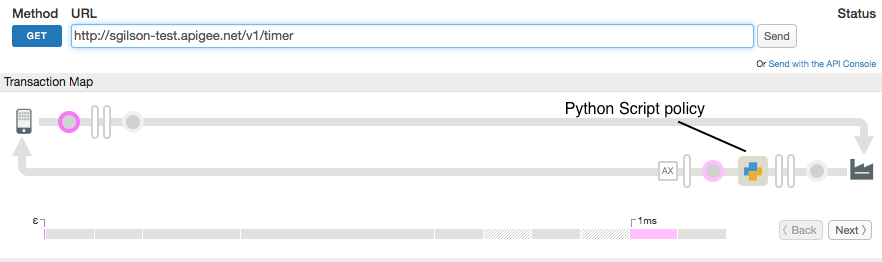 Method URL Status
GET http://sgilson-test.apigee.net/v1/timer Send
Or Send with the API Console
Transaction Map
Python Script policy
AX
ε 1ms
〈 Back Next 〉